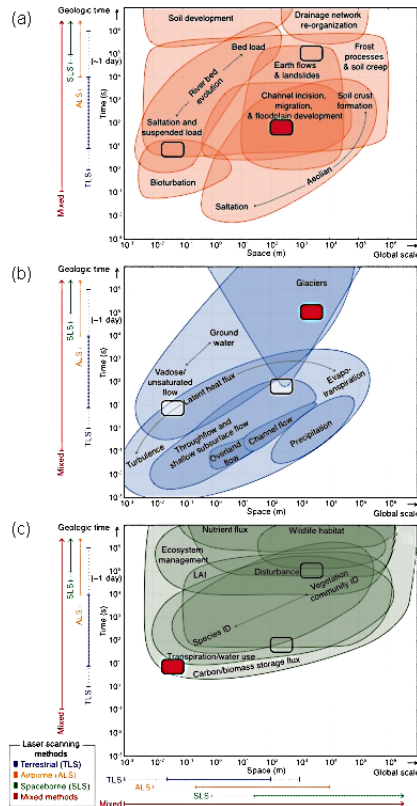 (a)
Geologic time
Soil development
Drainage network
re-organization
Bed load
Frost
processes
& soil creep
Earth flows
& landslides
River bed
evolution
Channel incision,
migration,
& floodplain development
Soil crust
formation
Saltation and
suspended load
Bioturbation
Aeolian
Saltation
SLS
ALS
TLS
Mixed
(~1 day)
Time (s)
Space (m)
Global scale
(b)
Geologic time
Glaciers
Ground
water
Vadose/
unsaturated
flow
Latent heat flux
Evapo-
transpiration
Turbulence
Throughflow and
shallow subsurface flow
Overland
flow
Channel flow
Precipitation
SLS
ALS
TLS
Mixed
(~1 day)
Time (s)
Space (m)
Global scale
(c)
Geologic time
Nutrient flux
Wildlife habitat
Ecosystem
management
LAI
Disturbance
Vegetation
community ID
Species ID
Transpiration/water use
Carbon/biomass storage flux
SLS
ALS
TLS
Mixed
(~1 day)
Time (s)
Space (m)
Global scale
Laser scanning
methods
Terrestrial (TLS)
Airborne (ALS)
Spaceborne (SLS)
Mixed methods
TLS
ALS
SLS
Mixed